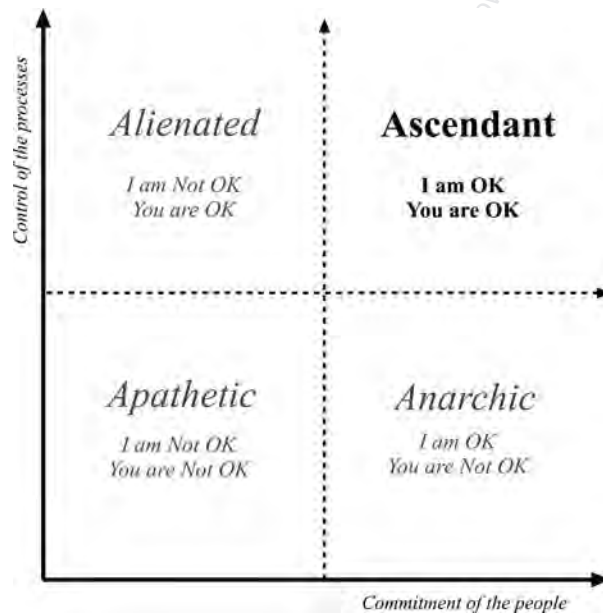 Control of the processes
Alienated
I am Not OK
You are OK
Ascendant
I am OK
You are OK
Apathetic
I am Not OK
You are Not OK
Anarchic
I am OK
You are Not OK
Commitment of the people